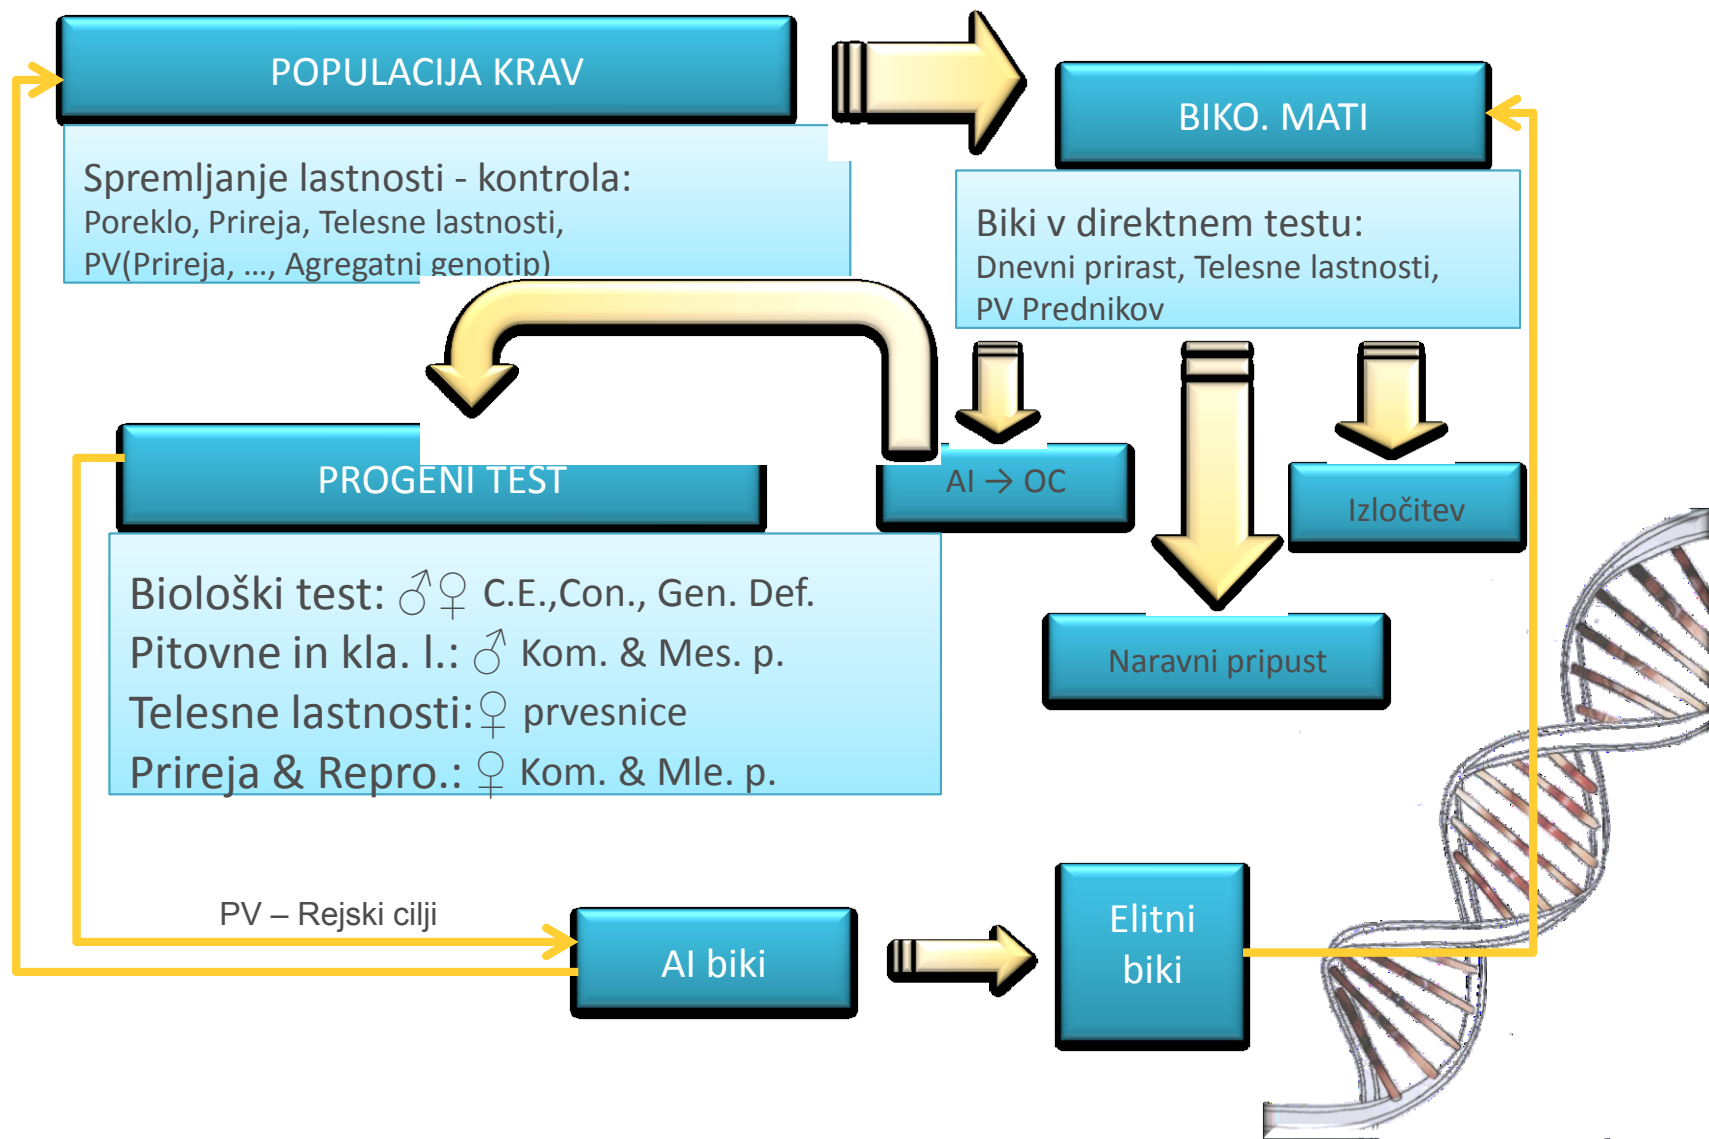 POPULACIJA KRAV
Spremljanje lastnosti - kontrola:
Poreklo, Prireja, Telesne lastnosti,
PV(Prireja, ..., Agregatni genotip)
BIKO. MATI
Biki v direktnem testu:
Dnevni prirast, Telesne lastnosti,
PV Prednikov
PROGENI TEST
AI → OC
Izločitev
Naravni pripust
Biološki test: ♂♀ C.E.,Con., Gen. Def.
Pitovne in kla. l.: ♂ Kom. & Mes. p.
Telesne lastnosti:♀ prvesnice
Prireja & Repro.: ♀ Kom. & Mle. p.
PV – Rejski cilji
AI biki
Elitni
biki